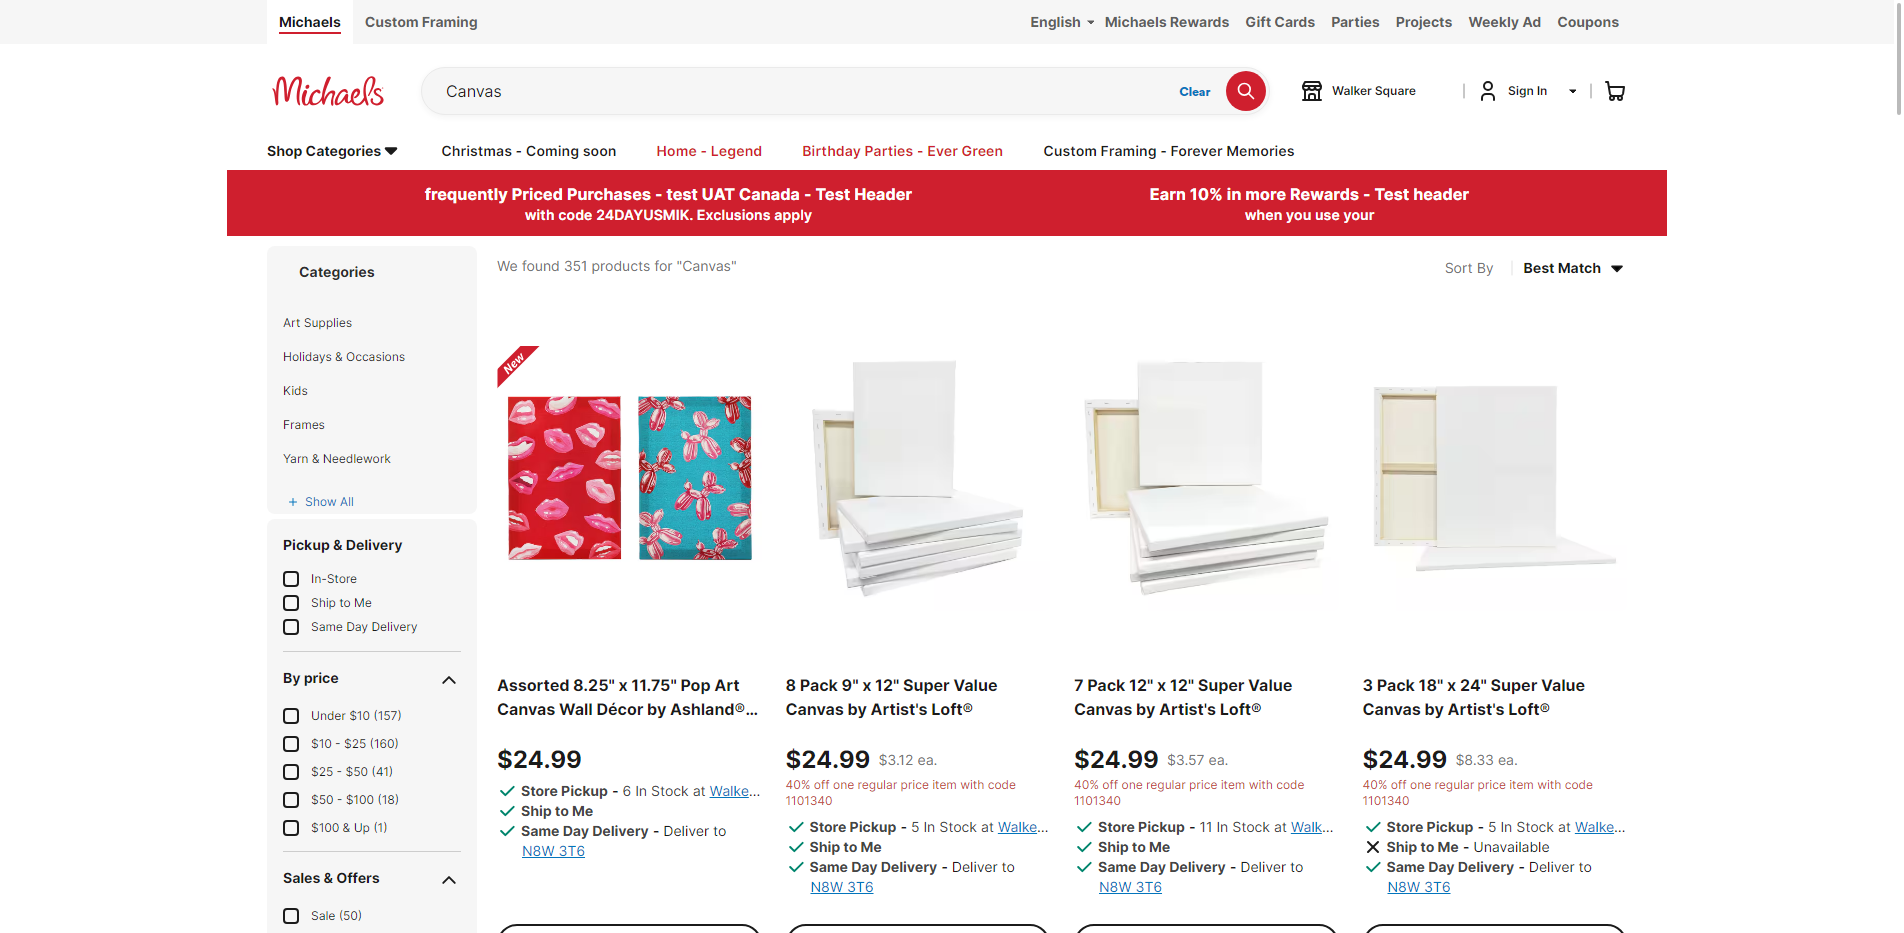 Michaels
Custom Framing
English
Michaels Rewards
Gift Cards
Parties
Projects
Weekly Ad
Coupons
Michaels
Canvas
Clear
Walker Square
Sign In
Shop Categories
Christmas - Coming soon
Home - Legend
Birthday Parties - Ever Green
Custom Framing - Forever Memories
frequently Priced Purchases - test UAT Canada - Test Header
with code 24DAYUSMIK. Exclusions apply
Earn 10% in more Rewards - Test header
when you use your
Categories
Art Supplies
Holidays & Occasions
Kids
Frames
Yarn & Needlework
+ Show All
Pickup & Delivery
In-Store
Ship to Me
Same Day Delivery
By price
Under $10 (157)
$10 - $25 (160)
$25 - $50 (41)
$50 - $100 (18)
$100 & Up (1)
Sales & Offers
Sale (50)
We found 351 products for "Canvas"
Sort By
Best Match
New
Assorted 8.25" x 11.75" Pop Art
Canvas Wall Décor by Ashland®...
$24.99
Store Pickup - 6 In Stock at Walke...
Ship to Me
Same Day Delivery - Deliver to
N8W 3T6
8 Pack 9" x 12" Super Value
Canvas by Artist's Loft®
$24.99 $3.12 ea.
40% off one regular price item with code
1101340
Store Pickup - 5 In Stock at Walke...
Ship to Me
Same Day Delivery - Deliver to
N8W 3T6
7 Pack 12" x 12" Super Value
Canvas by Artist's Loft®
$24.99 $3.57 ea.
40% off one regular price item with code
1101340
Store Pickup - 11 In Stock at Walk...
Ship to Me
Same Day Delivery - Deliver to
N8W 3T6
3 Pack 18" x 24" Super Value
Canvas by Artist's Loft®
$24.99 $8.33 ea.
40% off one regular price item with code
1101340
Store Pickup - 5 In Stock at Walke...
Ship to Me - Unavailable
Same Day Delivery - Deliver to
N8W 3T6